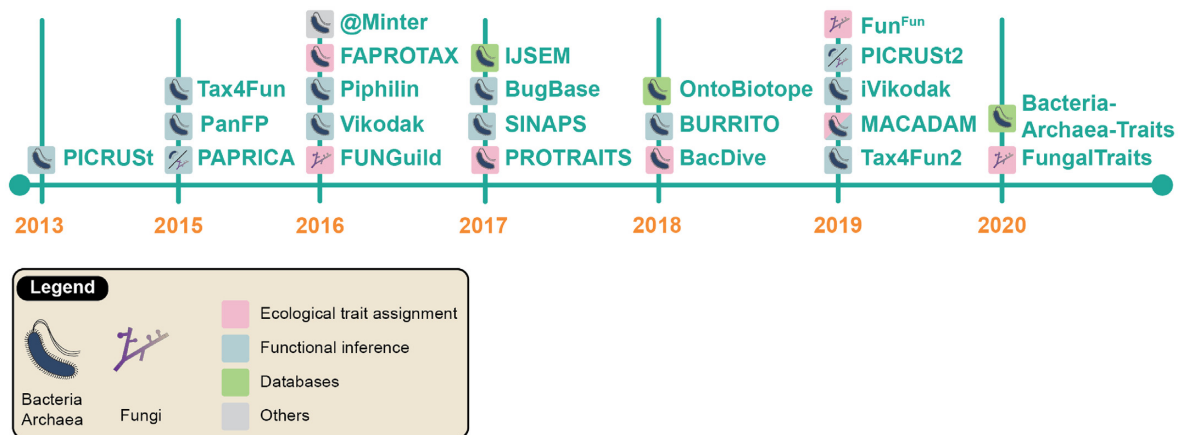 @Minter
Fun^Fun
FAPROTAX
IJSEM
PICRUSt2
Tax4Fun
Piphilin
BugBase
OntoBiotope
iVikodak
Bacteria-
Archaea-Traits
PanFP
Vikodak
SINAPS
BURRITO
MACADAM
PICRUSt
PAPRICA
FUNGuild
PROTRAITS
BacDive
Tax4Fun2
FungalTraits
2013
2015
2016
2017
2018
2019
2020
Legend
Bacteria
Archaea
Fungi
Ecological trait assignment
Functional inference
Databases
Others